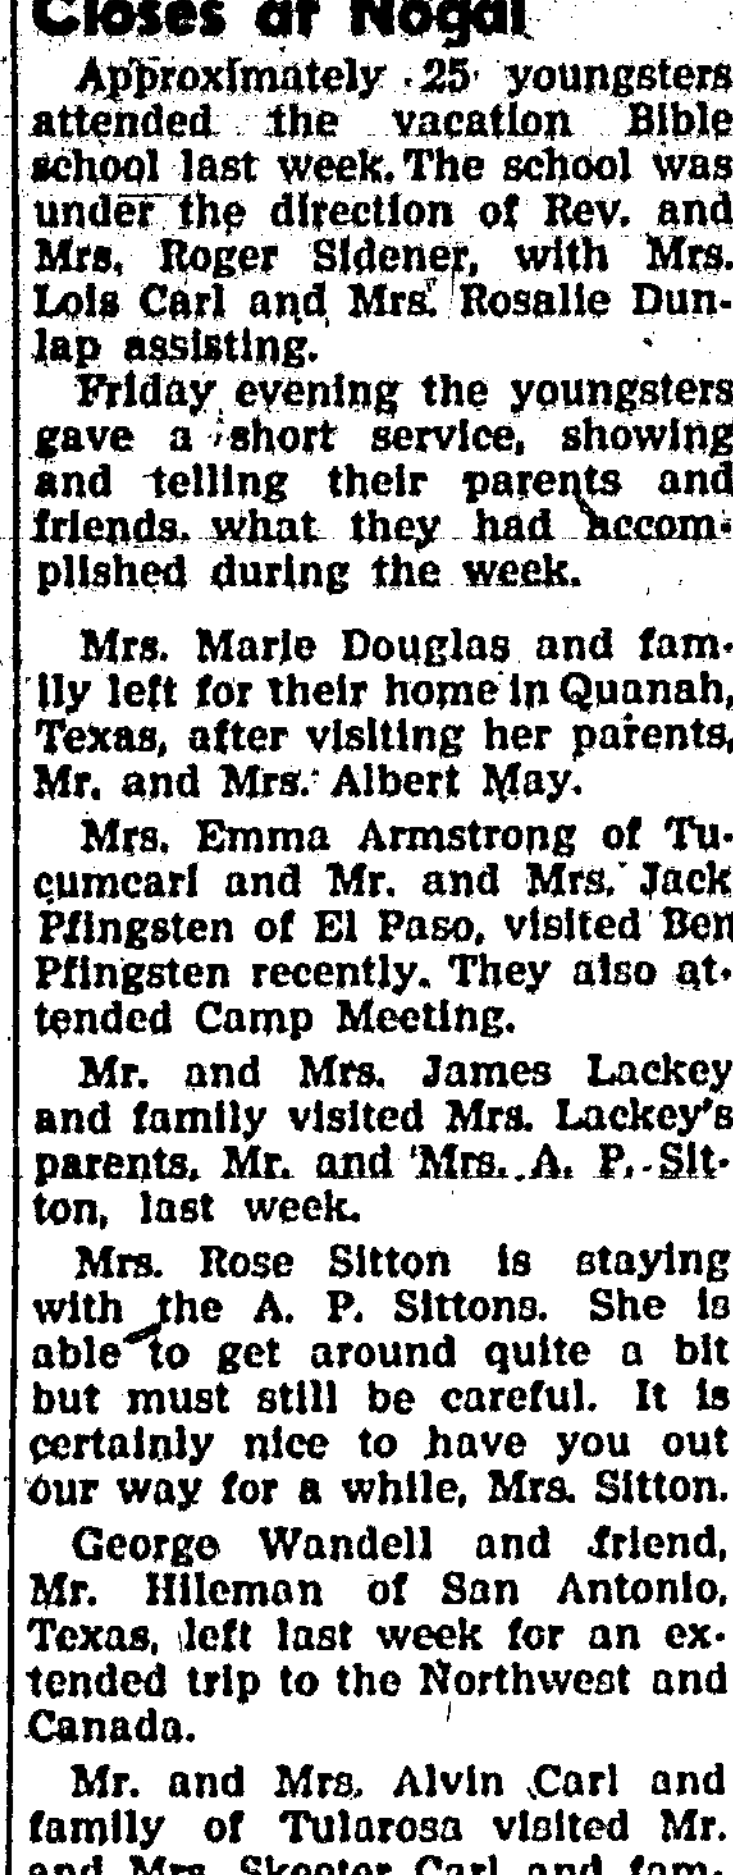 Closes at Nogal
Approximately 25 youngsters
attended the vacation Bible
school last week. The school was
under the direction of Rev. and
Mrs. Roger Sidener, with Mrs.
Lois Carl and Mrs. Rosalie Dun-
lap assisting.
Friday evening the youngsters
gave a short service, showing
and telling their parents and
friends what they had accom-
plished during the week.
Mrs. Marie Douglas and fam-
ily left for their home in Quanah,
Texas, after visiting her parents,
Mr. and Mrs. Albert May.
Mrs. Emma Armstrong of Tu-
cumcari and Mr. and Mrs. Jack
Pfingsten of El Paso, visited Ben
Pfingsten recently. They also at-
tended Camp Meeting.
Mr. and Mrs. James Lackey
and family visited Mrs. Lackey's
parents, Mr. and Mrs. A. P. Sit-
ton, last week.
Mrs. Rose Sitton is staying
with the A. P. Sittons. She is
able to get around quite a bit
but must still be careful. It is
certainly nice to have you out
our way for a while, Mrs. Sitton.
George Wandell and friend,
Mr. Hileman of San Antonio,
Texas, left last week for an ex-
tended trip to the Northwest and
Canada.
Mr. and Mrs. Alvin Carl and
family of Tularosa visited Mr.
and Mrs. Skeeter Carl and fam-